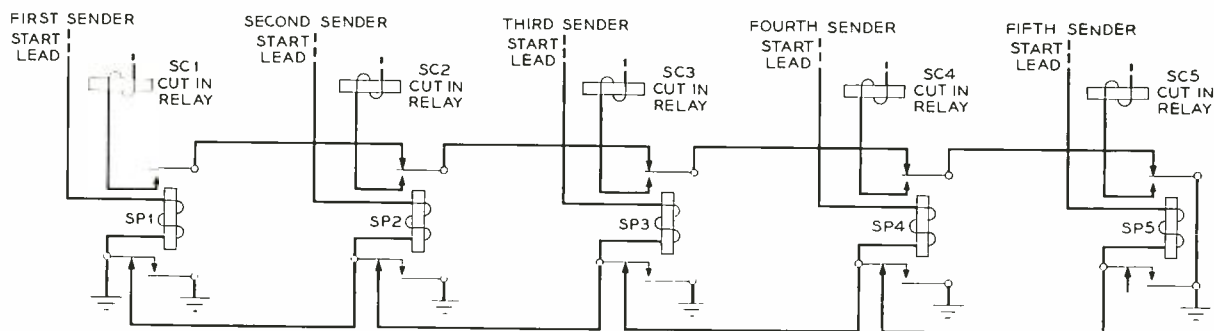 FIRST SENDER
START
LEAD
SC1
CUT IN
RELAY
SP1
SECOND SENDER
START
LEAD
SC2
CUT IN
RELAY
SP2
THIRD SENDER
START
LEAD
SC3
CUT IN
RELAY
SP3
FOURTH SENDER
START
LEAD
SC4
CUT IN
RELAY
SP4
FIFTH SENDER
START
LEAD
SC5
CUT IN
RELAY
SP5